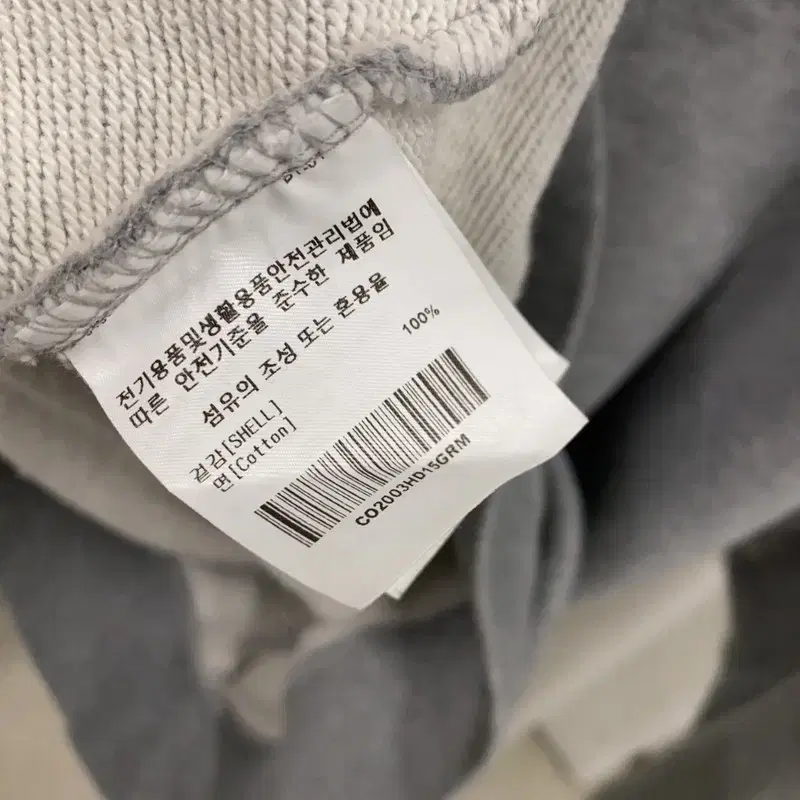 전기용품및생활용품안전관리법에
따른 안전기준을 준수한 제품임
섬유의 조성 또는 혼용율
겉감[SHELL]
면[Cotton] 100%
CO2003HD15GRM